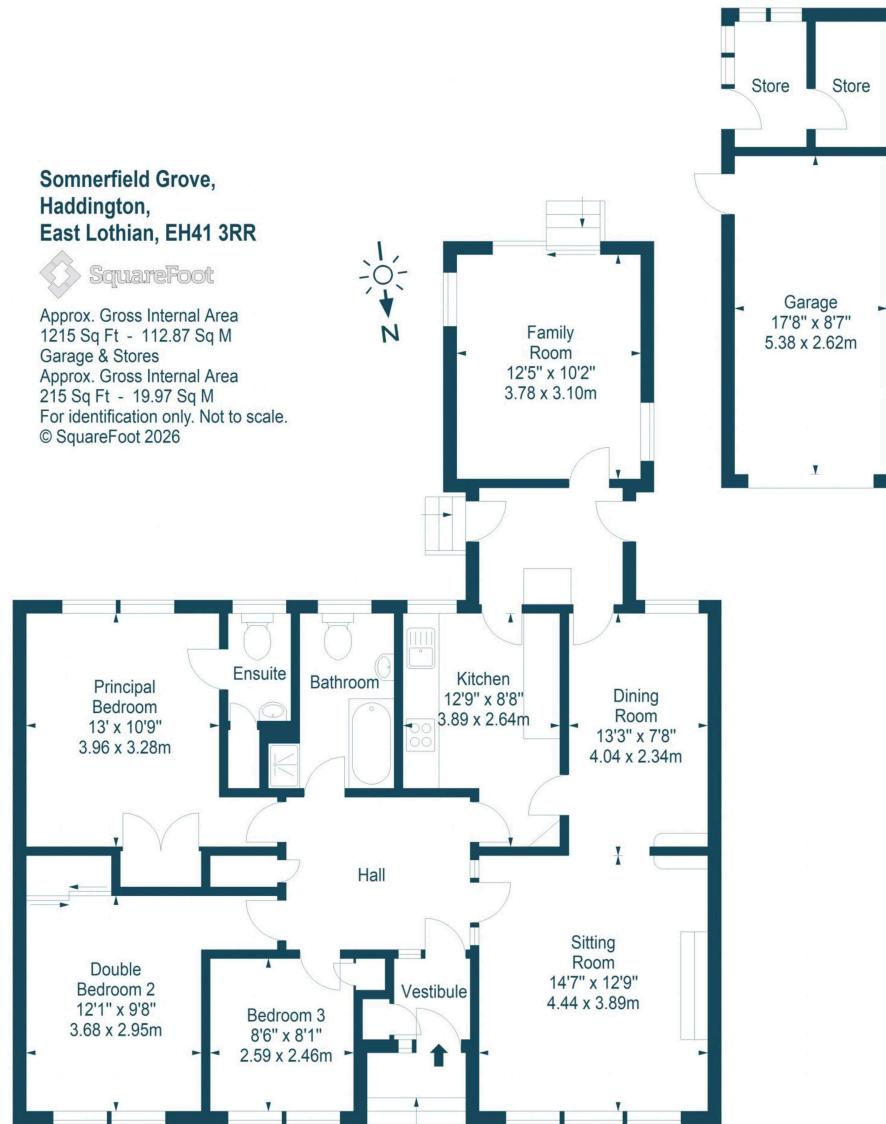 Somnerfield Grove,
Haddington,
East Lothian, EH41 3RR
SquareFoot
Approx. Gross Internal Area
1215 Sq Ft - 112.87 Sq M
Garage & Stores
Approx. Gross Internal Area
215 Sq Ft - 19.97 Sq M
For identification only. Not to scale.
© SquareFoot 2026
N
Store
Store
Garage
17'8" x 8'7"
5.38 x 2.62m
Family
Room
12'5" x 10'2"
3.78 x 3.10m
Principal
Bedroom
13' x 10'9"
3.96 x 3.28m
Ensuite
Bathroom
Kitchen
12'9" x 8'8"
3.89 x 2.64m
Dining
Room
13'3" x 7'8"
4.04 x 2.34m
Hall
Double
Bedroom 2
12'1" x 9'8"
3.68 x 2.95m
Bedroom 3
8'6" x 8'1"
2.59 x 2.46m
Vestibule
Sitting
Room
14'7" x 12'9"
4.44 x 3.89m